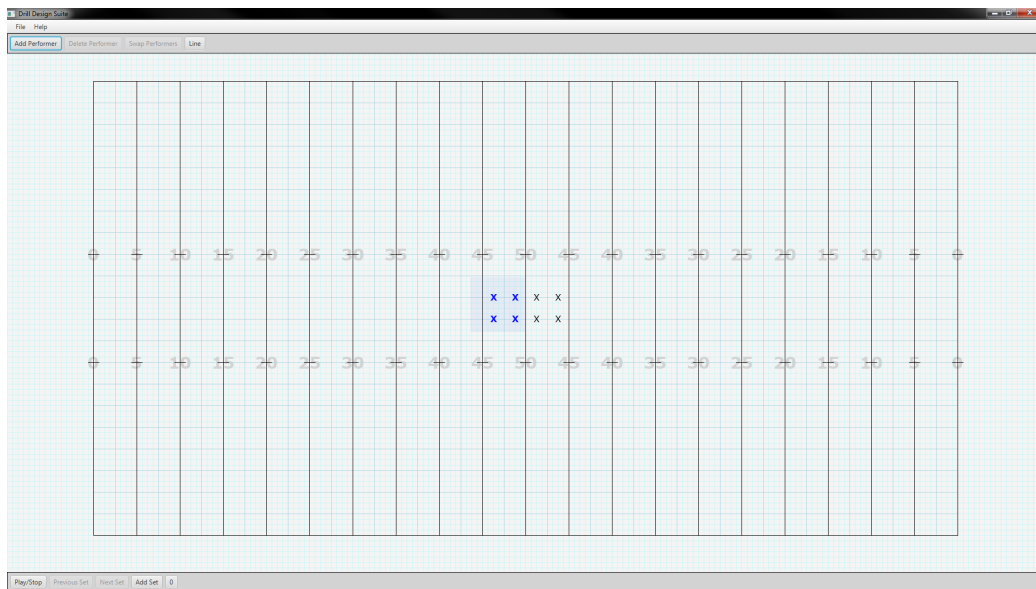 Drill Design Suite
File Help
Add Performer Delete Performer Swap Performers Line
0 5 10 15 20 25 30 35 40 45 50 45 40 35 30 25 20 15 10 5 0
x x x x
x x x x
0 5 10 15 20 25 30 35 40 45 50 45 40 35 30 25 20 15 10 5 0
Play/Stop Previous Set Next Set Add Set 0